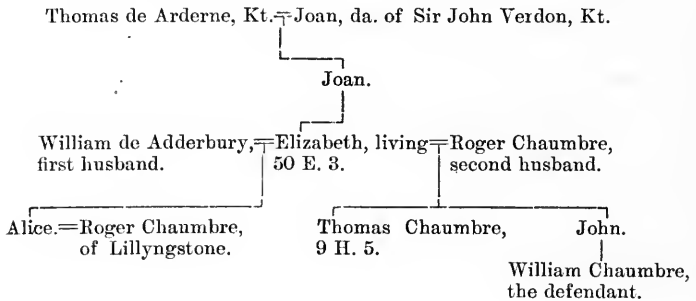 Thomas de Arderne, Kt.=Joan, da. of Sir John Verdon, Kt.
Joan.
William de Adderbury,=Elizabeth, living=Roger Chaumbre,
first husband. 50 E. 3. second husband.
Alice.=Roger Chaumbre, Thomas Chaumbre, John.
of Lillyngstone. 9 H. 5.
William Chaumbre,
the defendant.